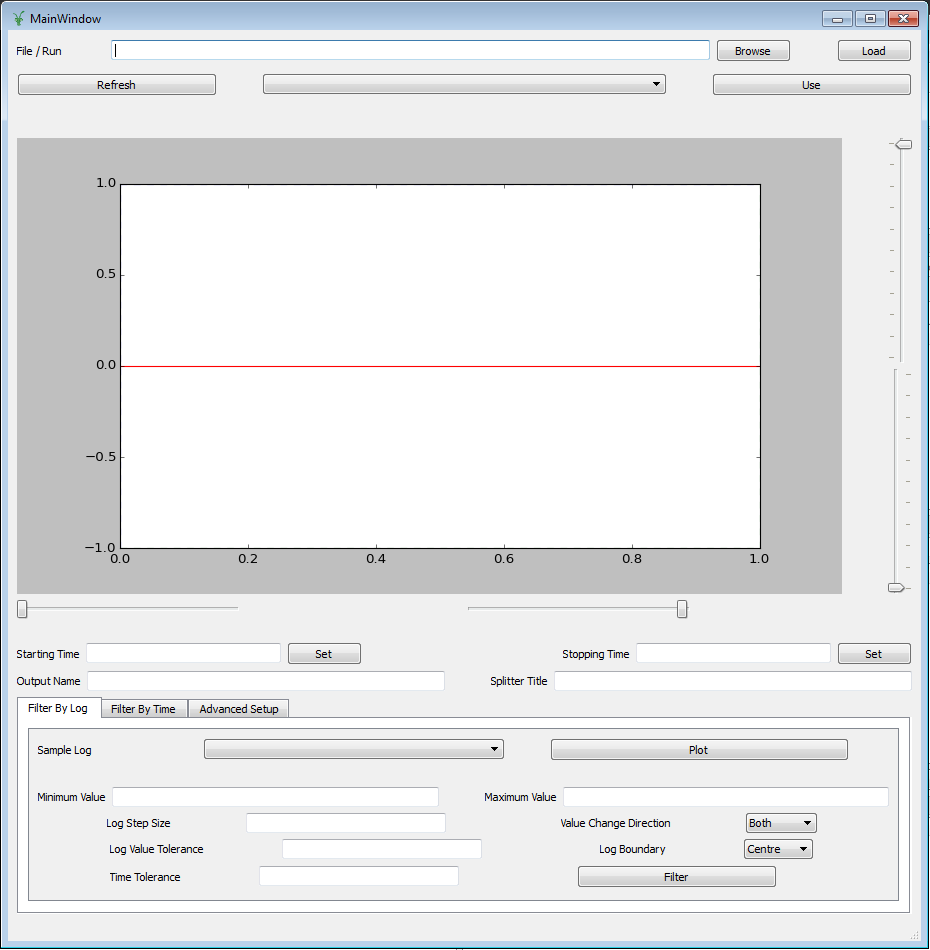 MainWindow
File / Run Browse Load
Refresh Use
1.0
0.5
0.0
−0.5
−1.0
0.0 0.2 0.4 0.6 0.8 1.0
Starting Time Set Stopping Time Set
Output Name Splitter Title
Filter By Log Filter By Time Advanced Setup
Sample Log Plot
Minimum Value Maximum Value
Log Step Size Value Change Direction Both
Log Value Tolerance Log Boundary Centre
Time Tolerance Filter